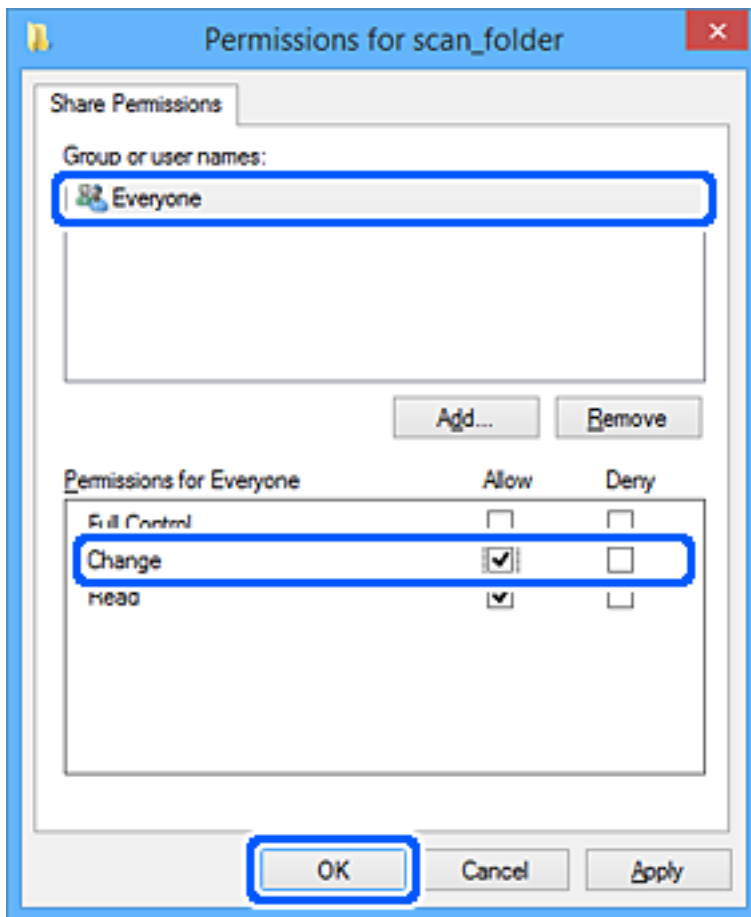 Permissions for scan_folder
Share Permissions
Group or user names:
Everyone
Add... Remove
Permissions for Everyone Allow Deny
Full Control
Change
Read
OK Cancel Apply